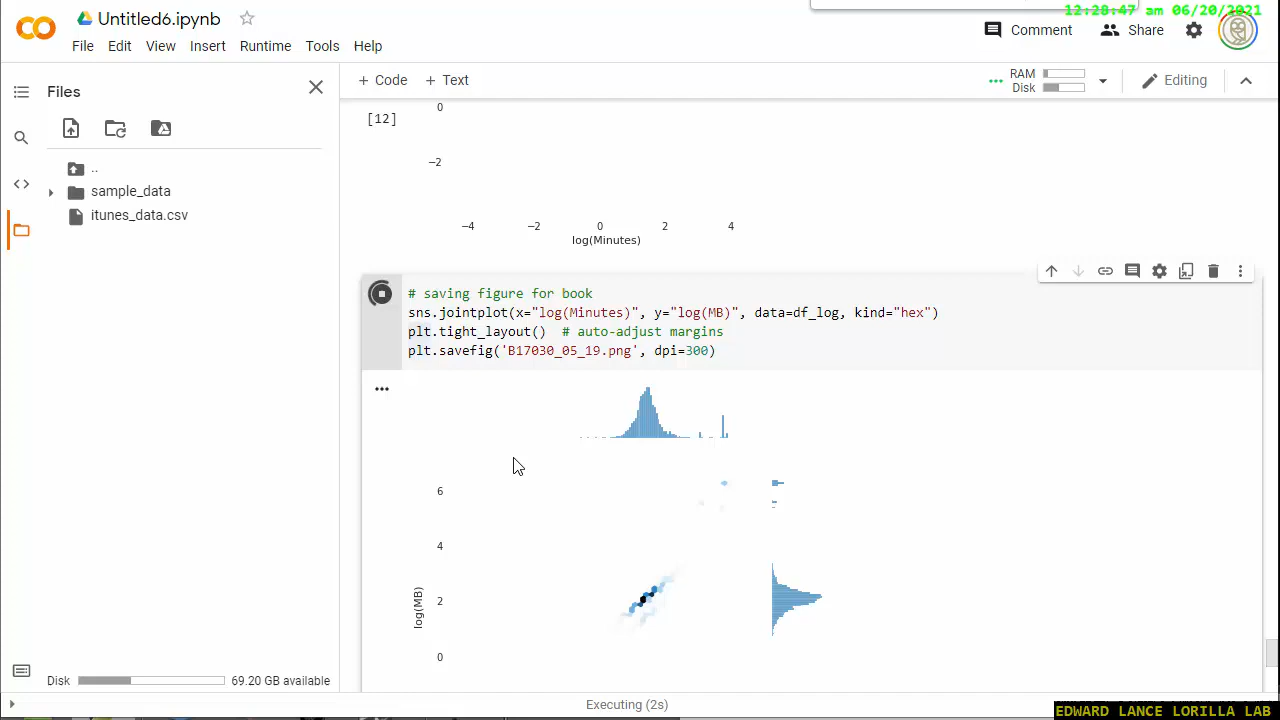 Untitled6.ipynb
12:28:47 am 06/20/2021
File Edit View Insert Runtime Tools Help
Comment Share
Files
+ Code + Text
RAM
Disk
Editing
..
sample_data
itunes_data.csv
[12]
0
−2
−4 −2 0 2 4
log(Minutes)
# saving figure for book
sns.jointplot(x="log(Minutes)", y="log(MB)", data=df_log, kind="hex")
plt.tight_layout()  # auto-adjust margins
plt.savefig('B17030_05_19.png', dpi=300)
6
4
2
0
log(MB)
Disk 69.20 GB available
Executing (2s)
EDWARD LANCE LORILLA LAB